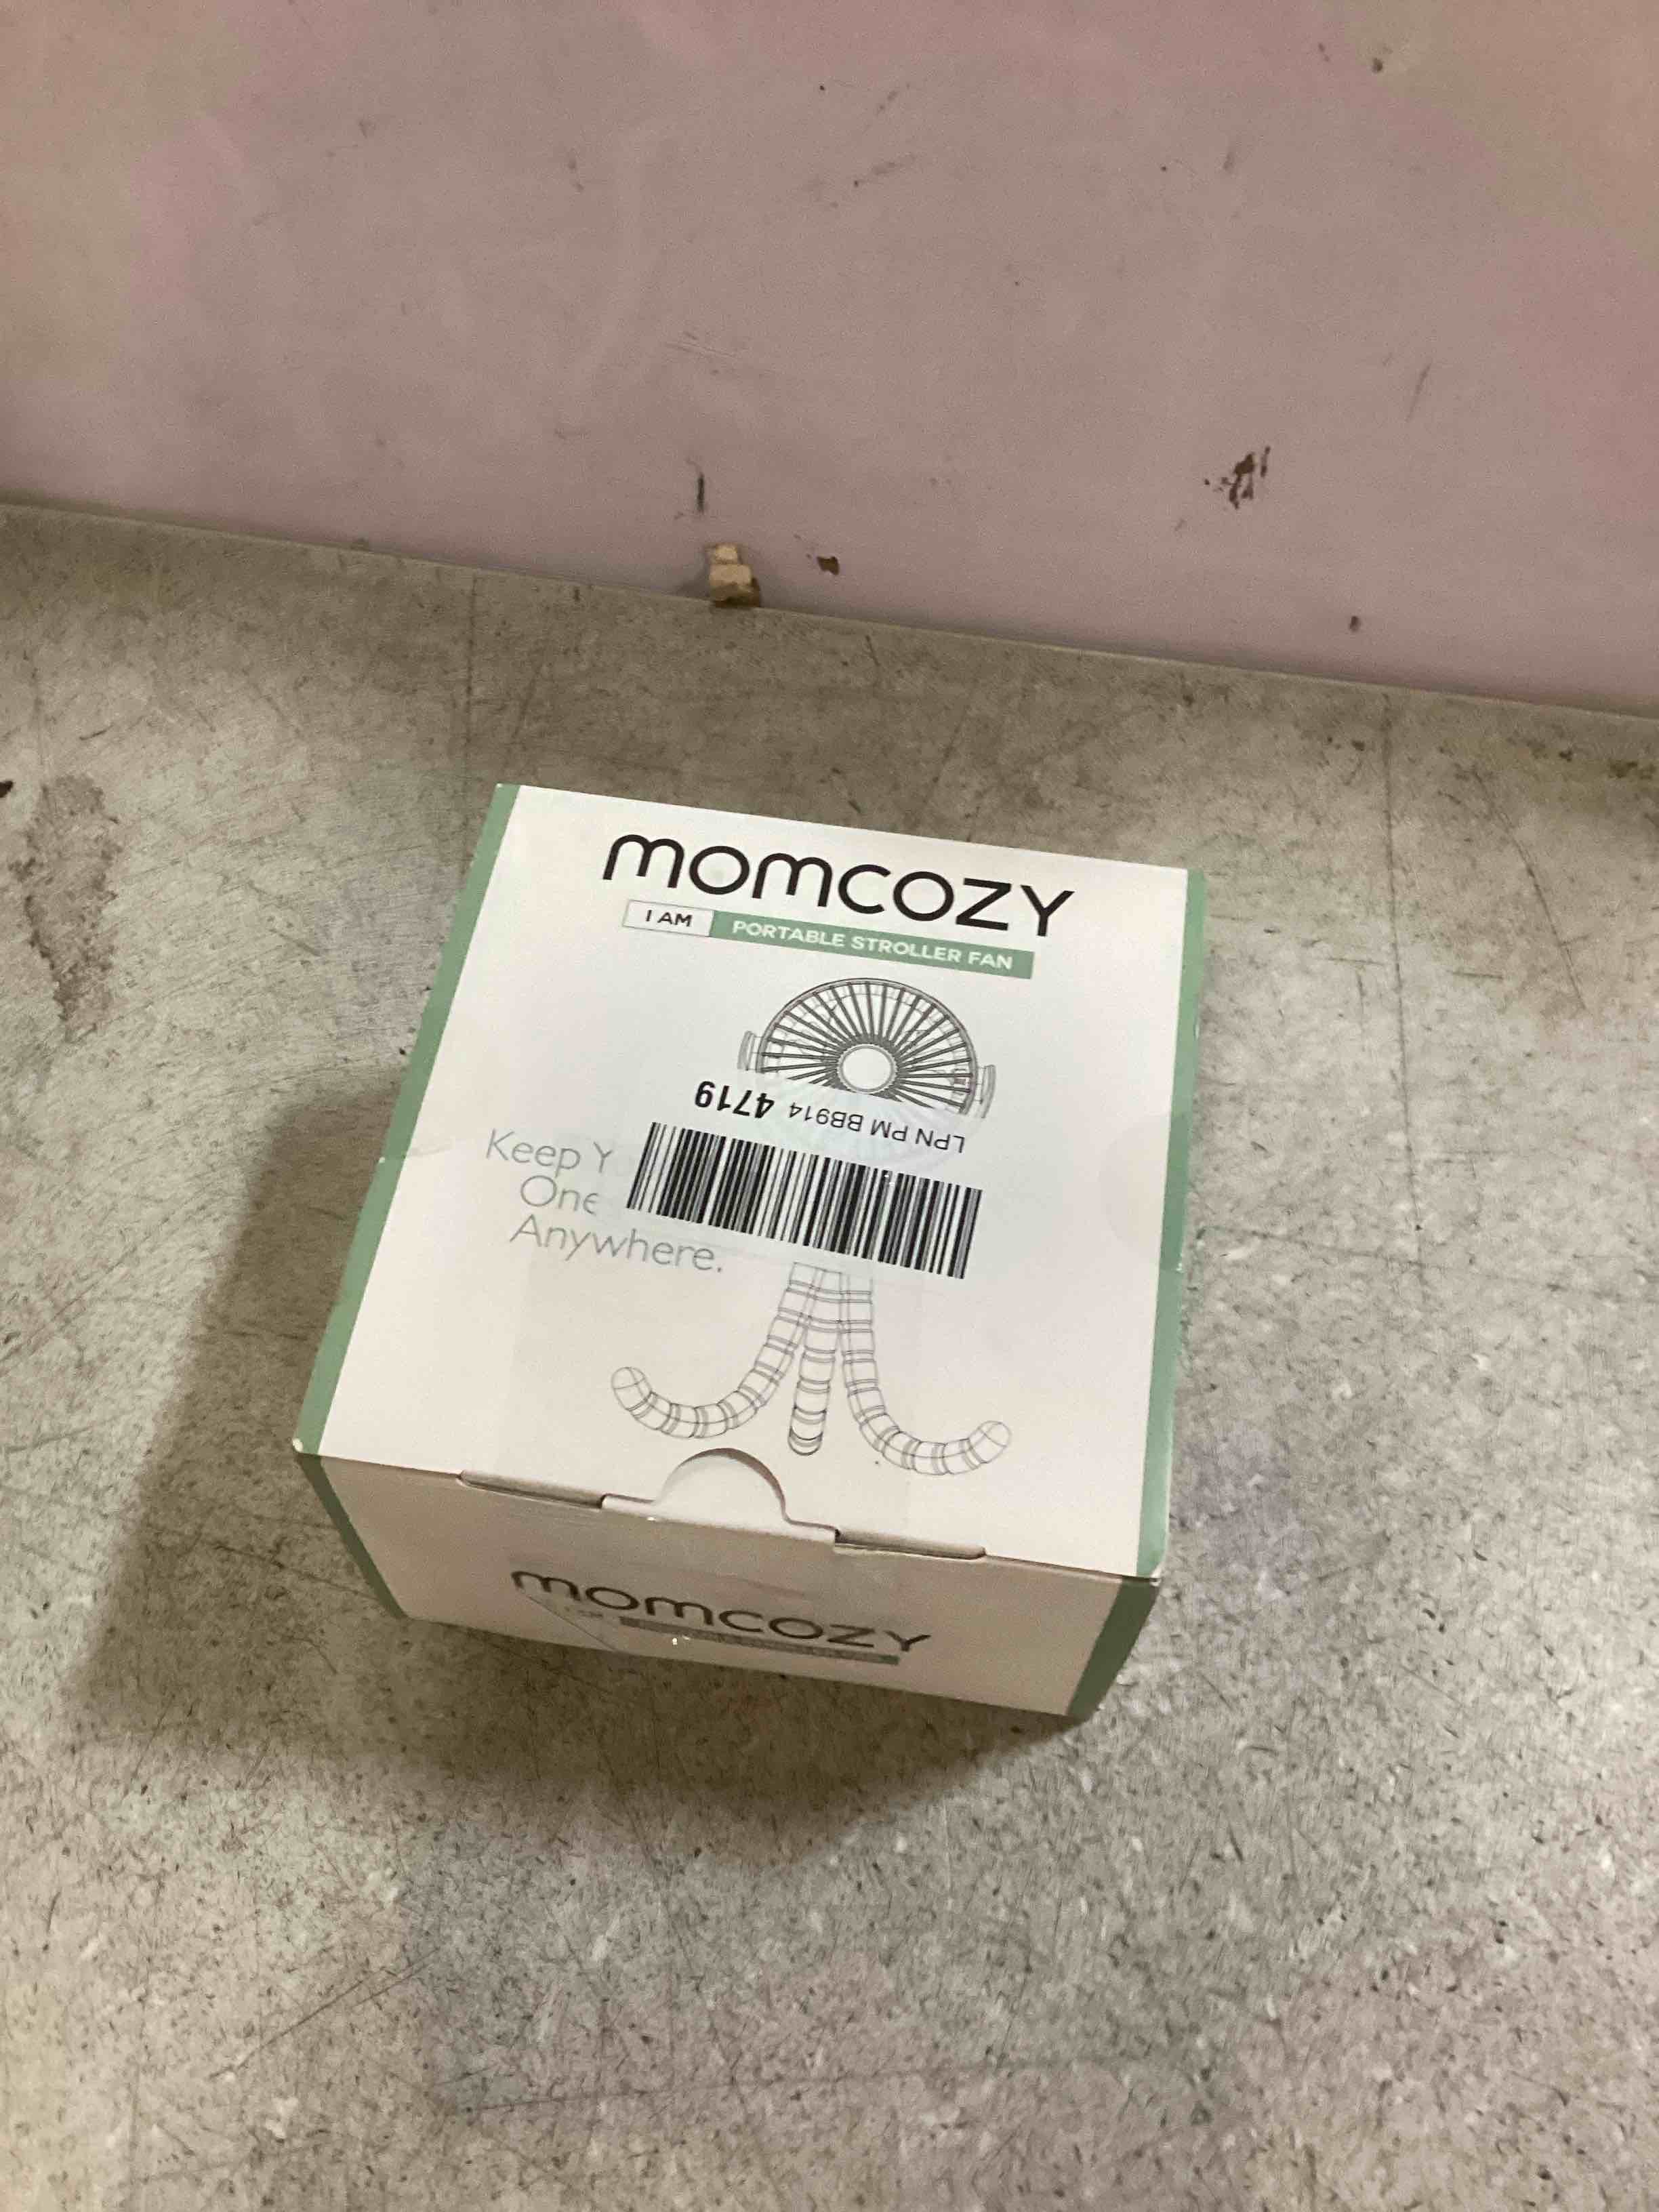 momcozy
I AM PORTABLE STROLLER FAN
LPN PM BB914 4719
Keep Y
One
Anywhere.
momcozy